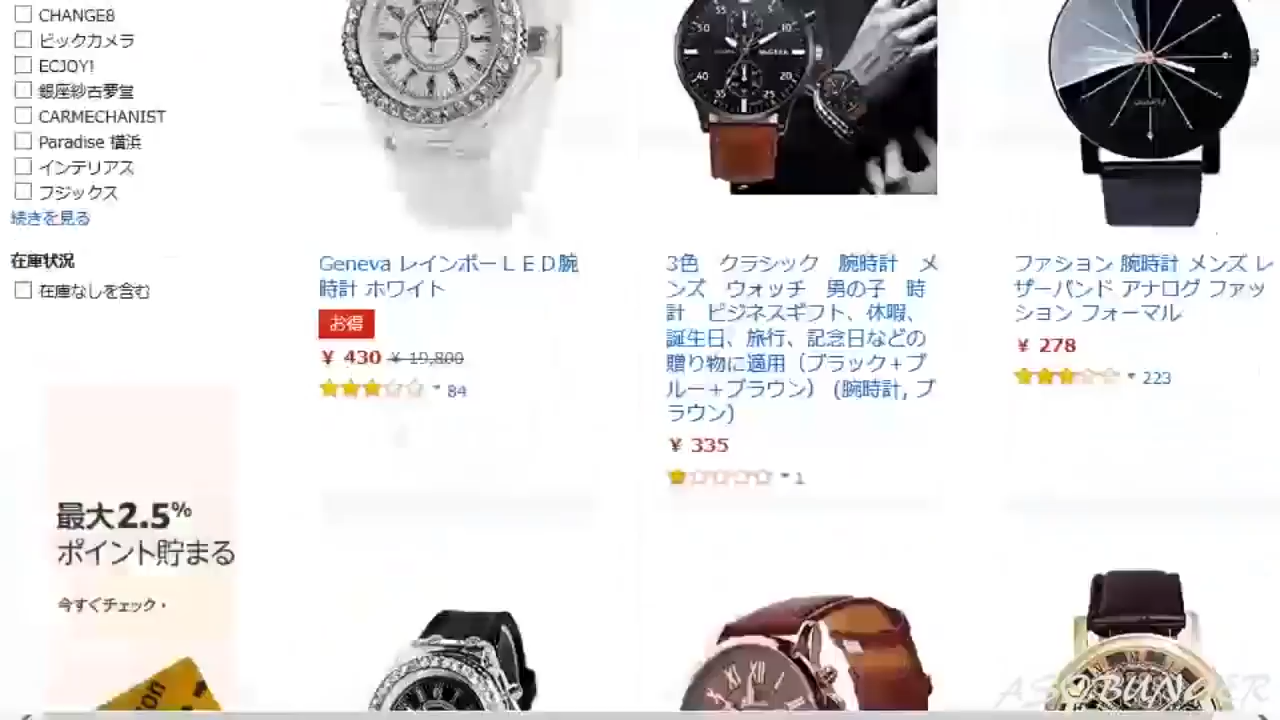 CHANGE8
ビックカメラ
ECJOY!
銀座紗古夢堂
CARMECHANIST
Paradise 横浜
インテリアス
フジックス
続きを見る
在庫状況
在庫なしを含む
最大2.5%
ポイント貯まる
今すぐチェック
50
10
40
20
35
25
Geneva レインボーＬＥＤ腕
時計 ホワイト
お得
￥ 430 ￥ 19,800
84
3色　クラシック　腕時計　メ
ンズ　ウォッチ　男の子　時
計　ビジネスギフト、休暇、
誕生日、旅行、記念日などの
贈り物に適用（ブラック＋ブ
ルー＋ブラウン） (腕時計, ブ
ラウン)
￥ 335
1
ファション 腕時計 メンズ レ
ザーバンド アナログ ファッ
ション フォーマル
￥ 278
223
XII
ASOBUNCER